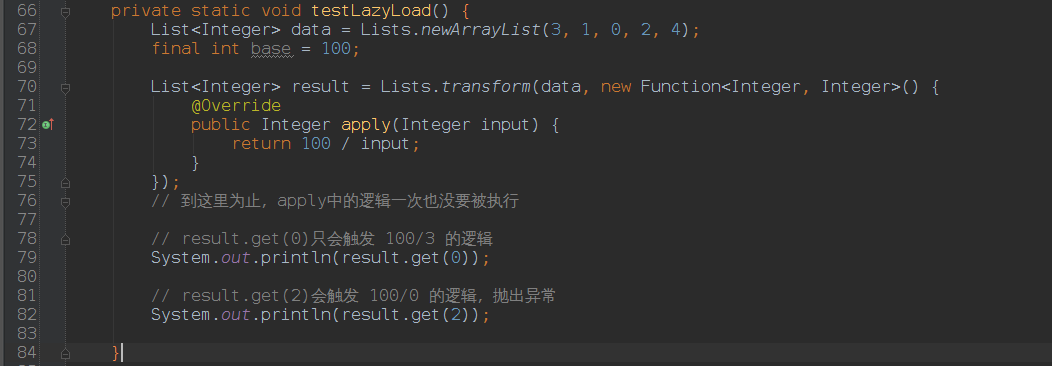 66 private static void testLazyLoad() {
67 List<Integer> data = Lists.newArrayList(3, 1, 0, 2, 4);
68 final int base = 100;
69
70 List<Integer> result = Lists.transform(data, new Function<Integer, Integer>() {
71 @Override
72 public Integer apply(Integer input) {
73 return 100 / input;
74 }
75 });
76 // 到这里为止，apply中的逻辑一次也没要被执行
77
78 // result.get(0)只会触发 100/3 的逻辑
79 System.out.println(result.get(0));
80
81 // result.get(2)会触发 100/0 的逻辑，抛出异常
82 System.out.println(result.get(2));
83
84 }